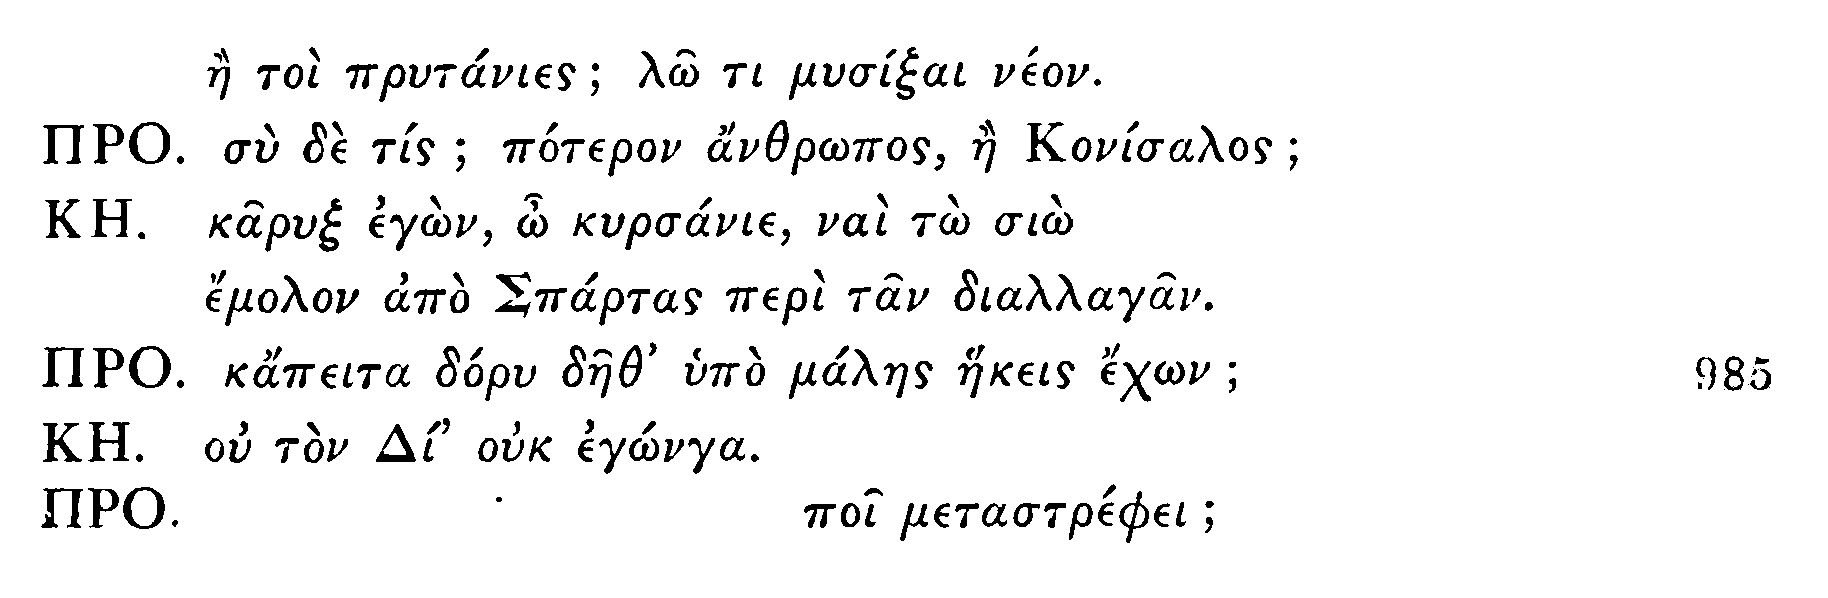 ἢ τοὶ πρυτάνιες; λῶ τι μυσίξαι νέον.
ΠΡΟ. σὺ δὲ τίς; πότερον ἄνθρωπος, ἢ Κονίσαλος;
ΚΗ. κᾶρυξ ἐγὼν, ὦ κυρσάνιε, ναὶ τὼ σιὼ
ἔμολον ἀπὸ Σπάρτας περὶ τᾶν διαλλαγᾶν.
ΠΡΟ. κἄπειτα δόρυ δῆθ’ ὑπὸ μάλης ἥκεις ἔχων; 985
ΚΗ. οὐ τὸν Δί’ οὐκ ἐγώνγα.
ΠΡΟ. ποῖ μεταστρέφει;